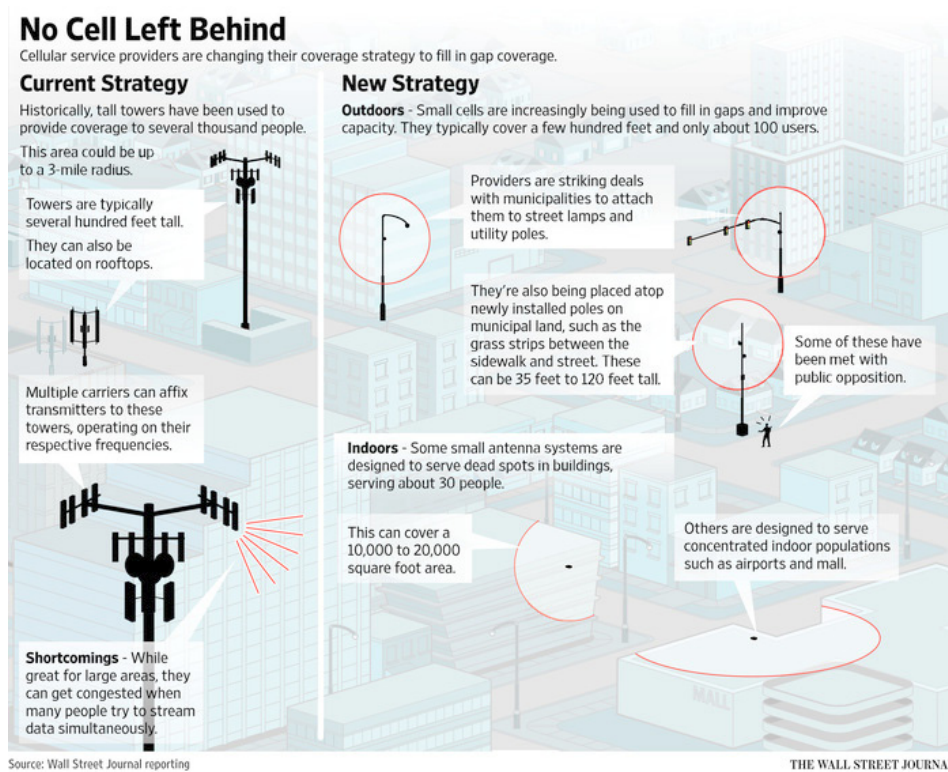 No Cell Left Behind
Cellular service providers are changing their coverage strategy to fill in gap coverage.
Current Strategy
Historically, tall towers have been used to
provide coverage to several thousand people.
This area could be up
to a 3-mile radius.
Towers are typically
several hundred feet tall.
They can also be
located on rooftops.
Multiple carriers can affix
transmitters to these
towers, operating on their
respective frequencies.
Shortcomings - While
great for large areas, they
can get congested when
many people try to stream
data simultaneously.
New Strategy
Outdoors - Small cells are increasingly being used to fill in gaps and improve
capacity. They typically cover a few hundred feet and only about 100 users.
Providers are striking deals
with municipalities to attach
them to street lamps and
utility poles.
They're also being placed atop
newly installed poles on
municipal land, such as the
grass strips between the
sidewalk and street. These
can be 35 feet to 120 feet tall.
Some of these have
been met with
public opposition.
Indoors - Some small antenna systems are
designed to serve dead spots in buildings,
serving about 30 people.
This can cover a
10,000 to 20,000
square foot area.
Others are designed to serve
concentrated indoor populations
such as airports and mall.
MALL
Source: Wall Street Journal reporting
THE WALL STREET JOURNA